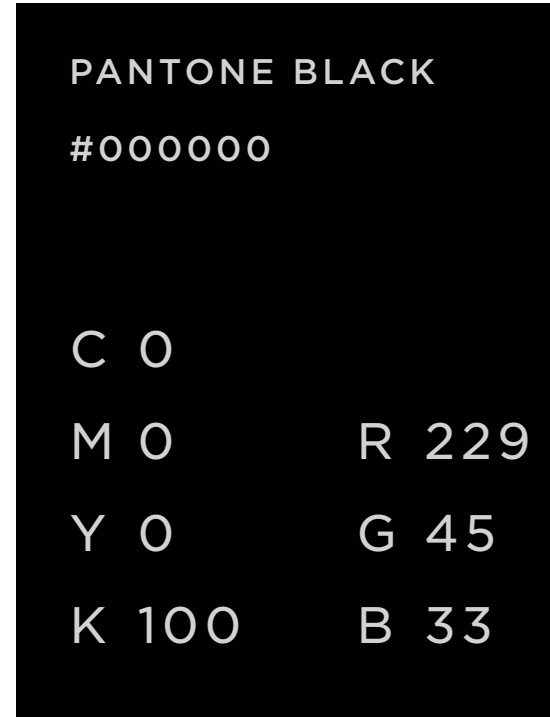 PANTONE BLACK
#000000
C 0
M 0 R 229
Y 0 G 45
K 100 B 33